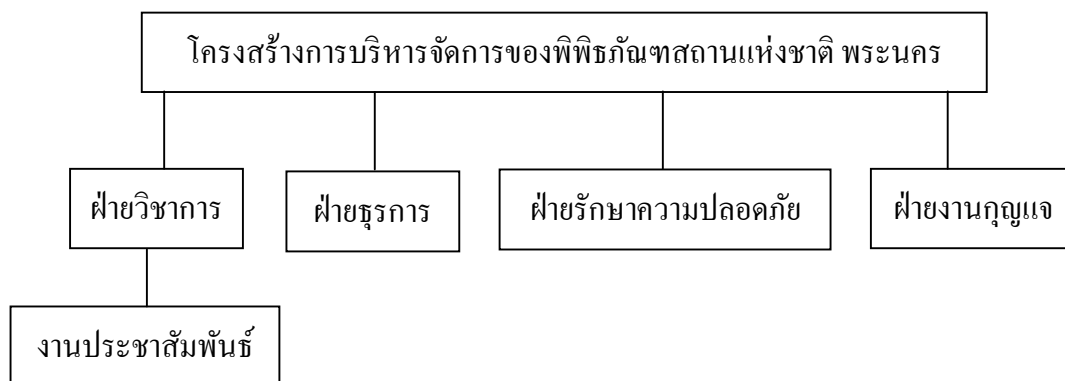 โครงสร้างการบริหารจัดการของพิพิธภัณฑสถานแห่งชาติ พระนคร
ฝ่ายวิชาการ
ฝ่ายธุรการ
ฝ่ายรักษาความปลอดภัย
ฝ่ายงานกุญแจ
งานประชาสัมพันธ์